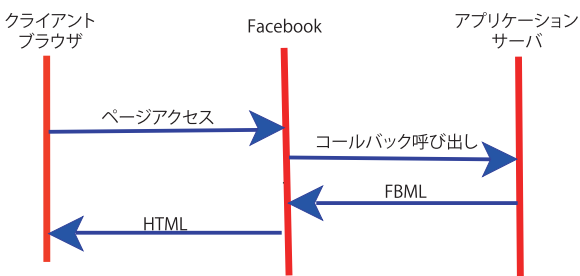 クライアント
ブラウザ
Facebook
アプリケーション
サーバ
ページアクセス
コールバック呼び出し
FBML
HTML